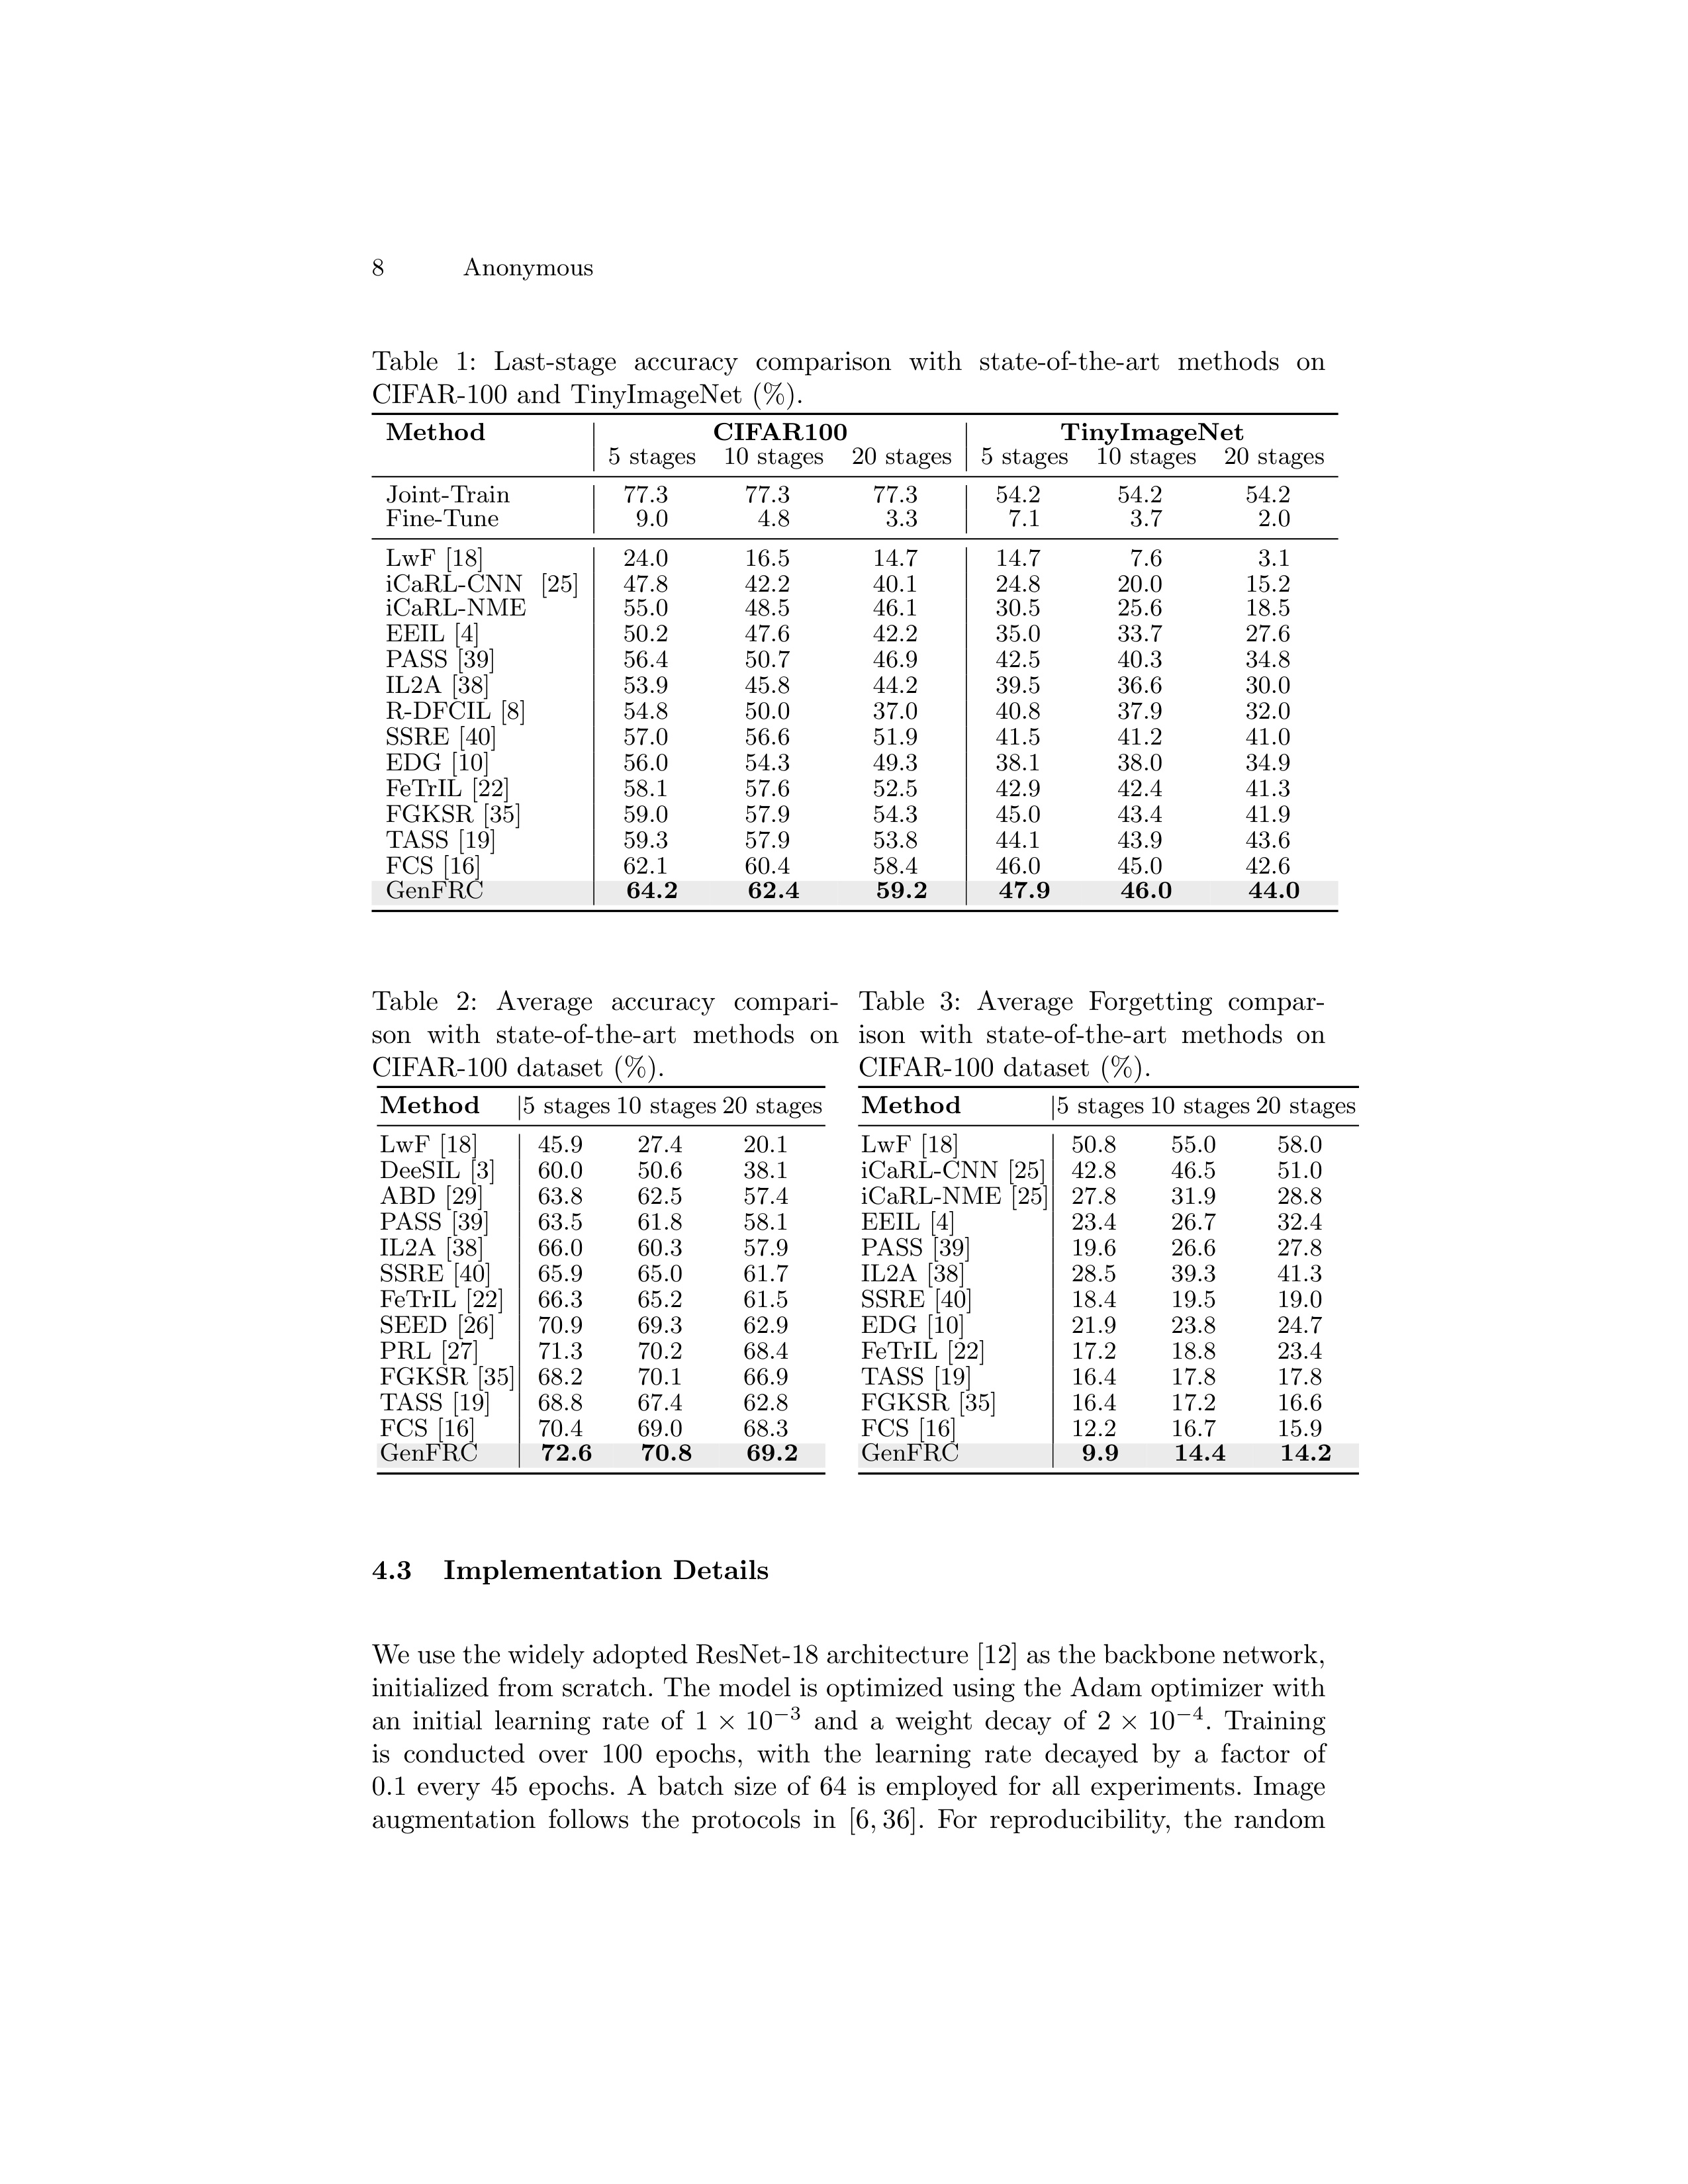 8 Anonymous
Table 1: Last-stage accuracy comparison with state-of-the-art methods on
CIFAR-100 and TinyImageNet (%).
Method CIFAR100 TinyImageNet
5 stages 10 stages 20 stages 5 stages 10 stages 20 stages
Joint-Train 77.3 77.3 77.3 54.2 54.2 54.2
Fine-Tune 9.0 4.8 3.3 7.1 3.7 2.0
LwF [18] 24.0 16.5 14.7 14.7 7.6 3.1
iCaRL-CNN [25] 47.8 42.2 40.1 24.8 20.0 15.2
iCaRL-NME 55.0 48.5 46.1 30.5 25.6 18.5
EEIL [4] 50.2 47.6 42.2 35.0 33.7 27.6
PASS [39] 56.4 50.7 46.9 42.5 40.3 34.8
IL2A [38] 53.9 45.8 44.2 39.5 36.6 30.0
R-DFCIL [8] 54.8 50.0 37.0 40.8 37.9 32.0
SSRE [40] 57.0 56.6 51.9 41.5 41.2 41.0
EDG [10] 56.0 54.3 49.3 38.1 38.0 34.9
FeTrIL [22] 58.1 57.6 52.5 42.9 42.4 41.3
FGKSR [35] 59.0 57.9 54.3 45.0 43.4 41.9
TASS [19] 59.3 57.9 53.8 44.1 43.9 43.6
FCS [16] 62.1 60.4 58.4 46.0 45.0 42.6
GenFRC 64.2 62.4 59.2 47.9 46.0 44.0
Table 2: Average accuracy compari-
son with state-of-the-art methods on
CIFAR-100 dataset (%).
Method 5 stages 10 stages 20 stages
LwF [18] 45.9 27.4 20.1
DeeSIL [3] 60.0 50.6 38.1
ABD [29] 63.8 62.5 57.4
PASS [39] 63.5 61.8 58.1
IL2A [38] 66.0 60.3 57.9
SSRE [40] 65.9 65.0 61.7
FeTrIL [22] 66.3 65.2 61.5
SEED [26] 70.9 69.3 62.9
PRL [27] 71.3 70.2 68.4
FGKSR [35] 68.2 70.1 66.9
TASS [19] 68.8 67.4 62.8
FCS [16] 70.4 69.0 68.3
GenFRC 72.6 70.8 69.2
Table 3: Average Forgetting compar-
ison with state-of-the-art methods on
CIFAR-100 dataset (%).
Method 5 stages 10 stages 20 stages
LwF [18] 50.8 55.0 58.0
iCaRL-CNN [25] 42.8 46.5 51.0
iCaRL-NME [25] 27.8 31.9 28.8
EEIL [4] 23.4 26.7 32.4
PASS [39] 19.6 26.6 27.8
IL2A [38] 28.5 39.3 41.3
SSRE [40] 18.4 19.5 19.0
EDG [10] 21.9 23.8 24.7
FeTrIL [22] 17.2 18.8 23.4
TASS [19] 16.4 17.8 17.8
FGKSR [35] 16.4 17.2 16.6
FCS [16] 12.2 16.7 15.9
GenFRC 9.9 14.4 14.2
4.3 Implementation Details
We use the widely adopted ResNet-18 architecture [12] as the backbone network,
initialized from scratch. The model is optimized using the Adam optimizer with
an initial learning rate of 1 × 10⁻³ and a weight decay of 2 × 10⁻⁴. Training
is conducted over 100 epochs, with the learning rate decayed by a factor of
0.1 every 45 epochs. A batch size of 64 is employed for all experiments. Image
augmentation follows the protocols in [6, 36]. For reproducibility, the random